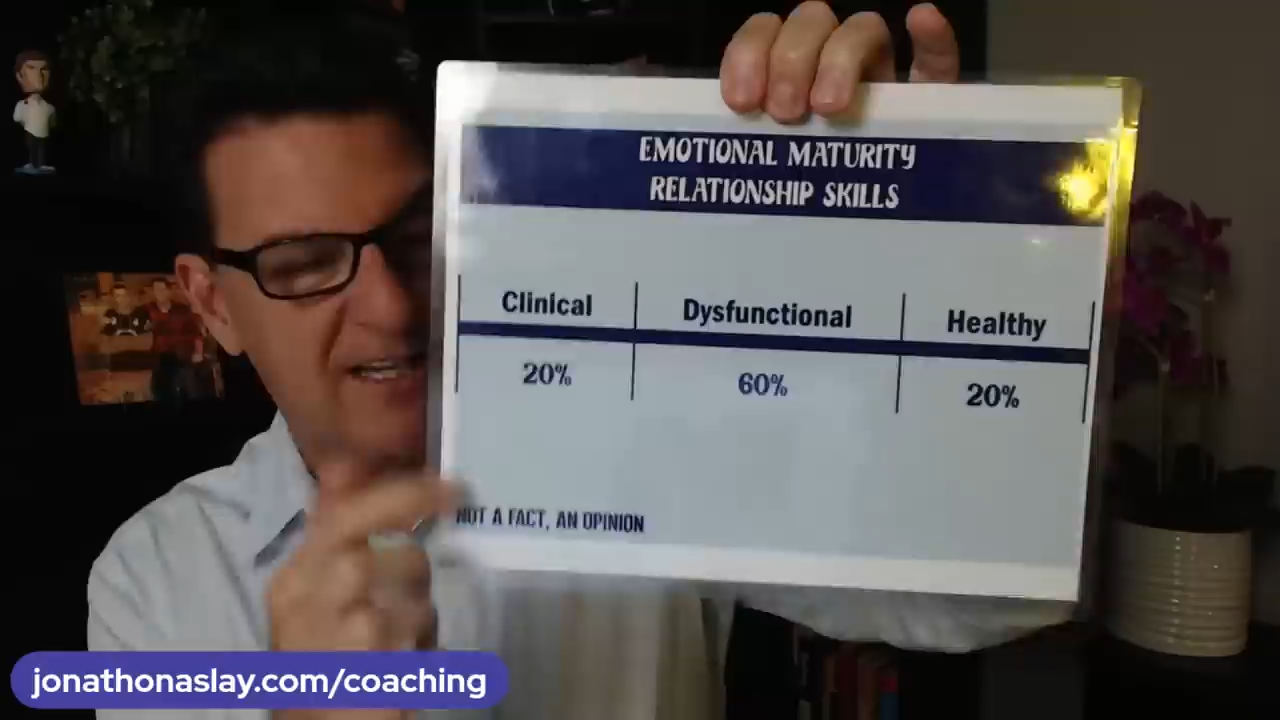 EMOTIONAL MATURITY
RELATIONSHIP SKILLS
Clinical Dysfunctional Healthy
20% 60% 20%
NOT A FACT, AN OPINION
jonathonaslay.com/coaching